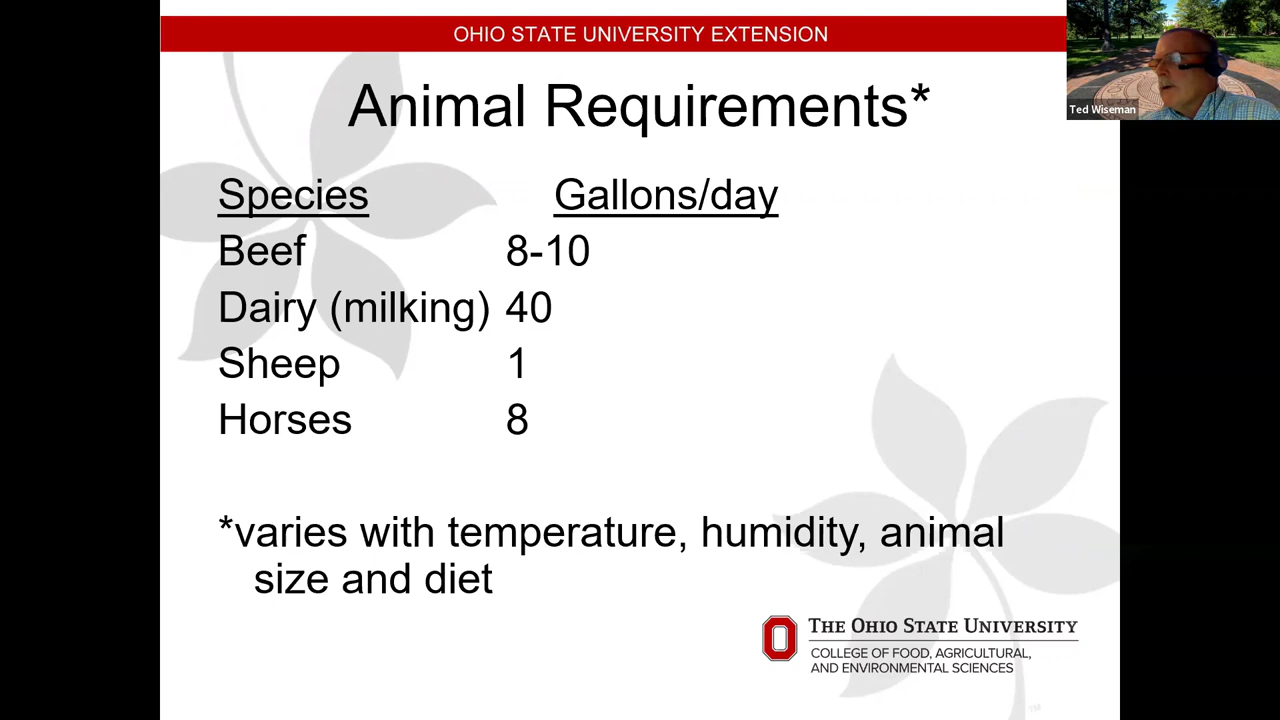 OHIO STATE UNIVERSITY EXTENSION
Ted Wiseman
Animal Requirements*
Species Gallons/day
Beef 8-10
Dairy (milking) 40
Sheep 1
Horses 8
*varies with temperature, humidity, animal
size and diet
THE OHIO STATE UNIVERSITY
COLLEGE OF FOOD, AGRICULTURAL,
AND ENVIRONMENTAL SCIENCES
TM